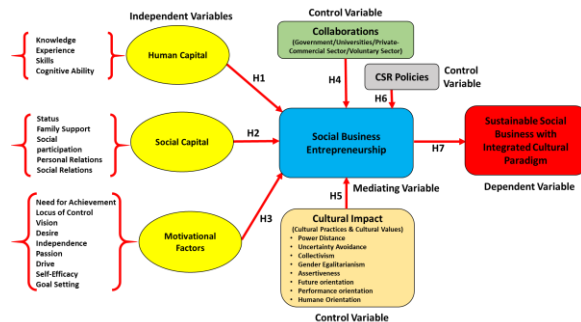 Independent Variables
Knowledge
Experience
Skills
Cognitive Ability
Human Capital
H1
Status
Family Support
Social
participation
Personal Relations
Social Relations
Social Capital
H2
Need for Achievement
Locus of Control
Vision
Desire
Independence
Passion
Drive
Self-Efficacy
Goal Setting
Motivational
Factors
H3
Control Variable
Collaborations
(Government/Universities/Private-
Commercial Sector/Voluntary Sector)
H4
CSR Policies
Control
Variable
H6
Social Business
Entrepreneurship
Mediating Variable
H7
Sustainable Social
Business with
Integrated Cultural
Paradigm
Dependent Variable
H5
Cultural Impact
(Cultural Practices & Cultural Values)
• Power Distance
• Uncertainty Avoidance
• Collectivism
• Gender Egalitarianism
• Assertiveness
• Future orientation
• Performance orientation
• Humane Orientation
Control Variable